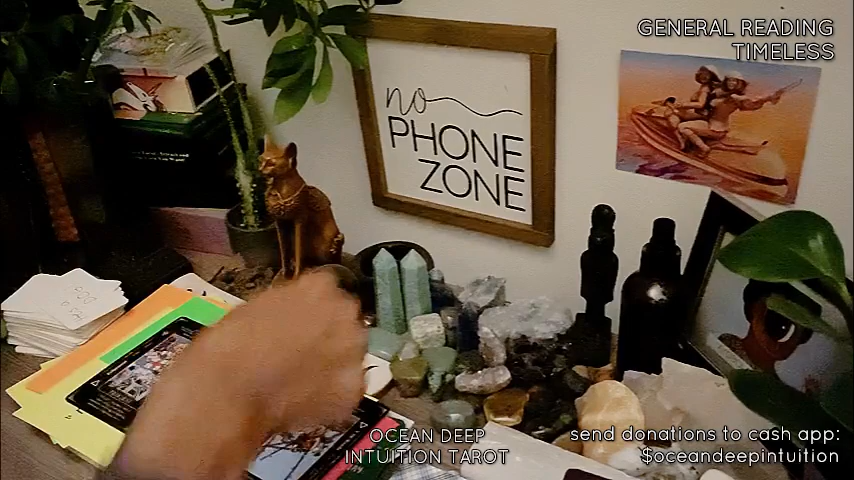 GENERAL READING
TIMELESS
no
PHONE
ZONE
OCEAN DEEP
INTUITION TAROT
send donations to cash app:
$oceandeepintuition